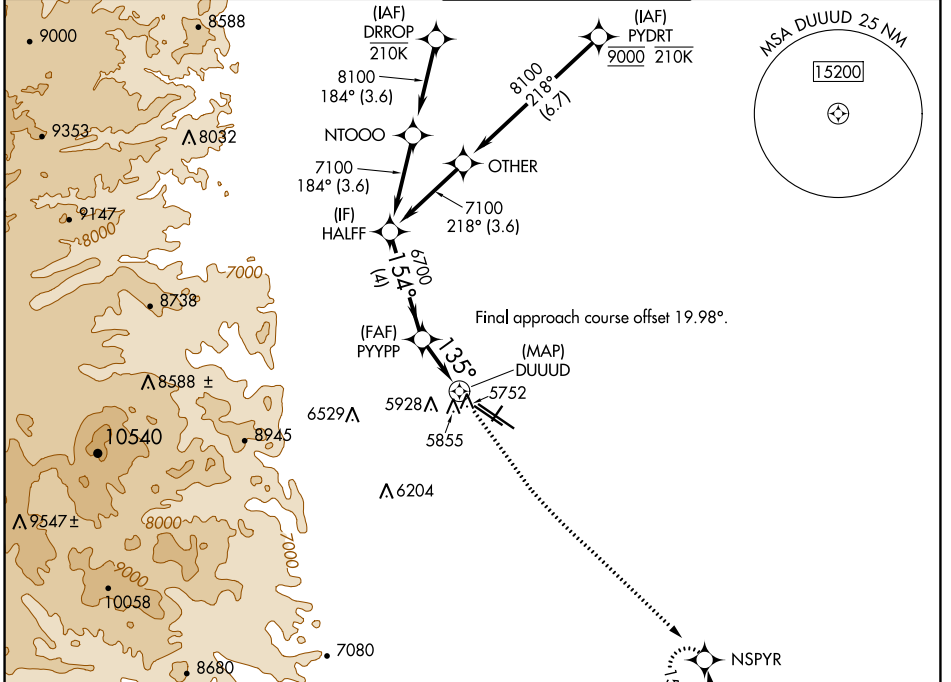 8588
9000
(IAF)
DRROP
210K
(IAF)
PYDRT
9000 210K
MSA DUUUD 25 NM
15200
8100
184° (3.6)
8100
218°
(6.7)
9353
8032
NTOOO
OTHER
7100
184° (3.6)
7100
218° (3.6)
9147
8000
(IF)
HALFF
7000
6700
154°
(4)
8738
Final approach course offset 19.98°.
(FAF)
PYYPP
135°
(MAP)
DUUUD
8588 ±
5752
5928
6529
5855
10540
8945
6204
9547 ±
8000
7000
9000
10058
7080
8680
NSPYR